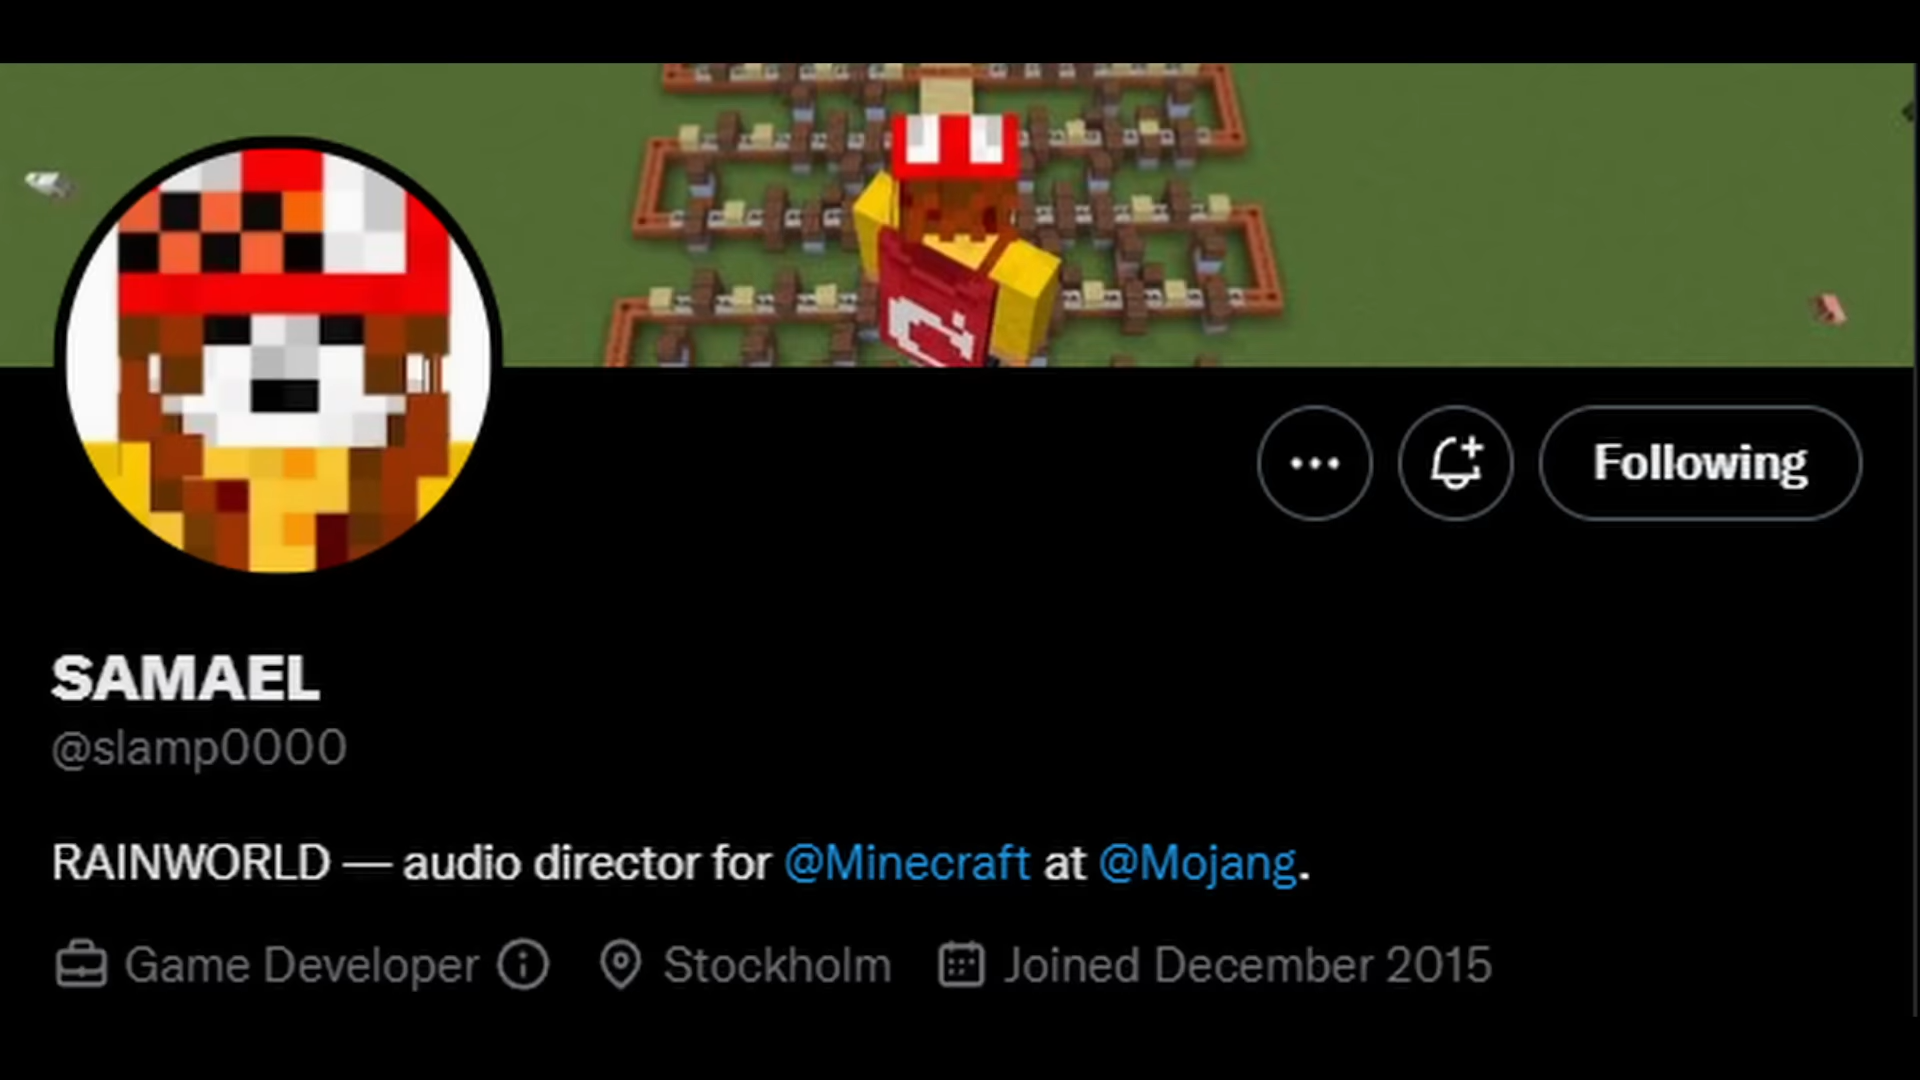 Following
SAMAEL
@slamp0000
RAINWORLD — audio director for @Minecraft at @Mojang.
Game Developer Stockholm Joined December 2015